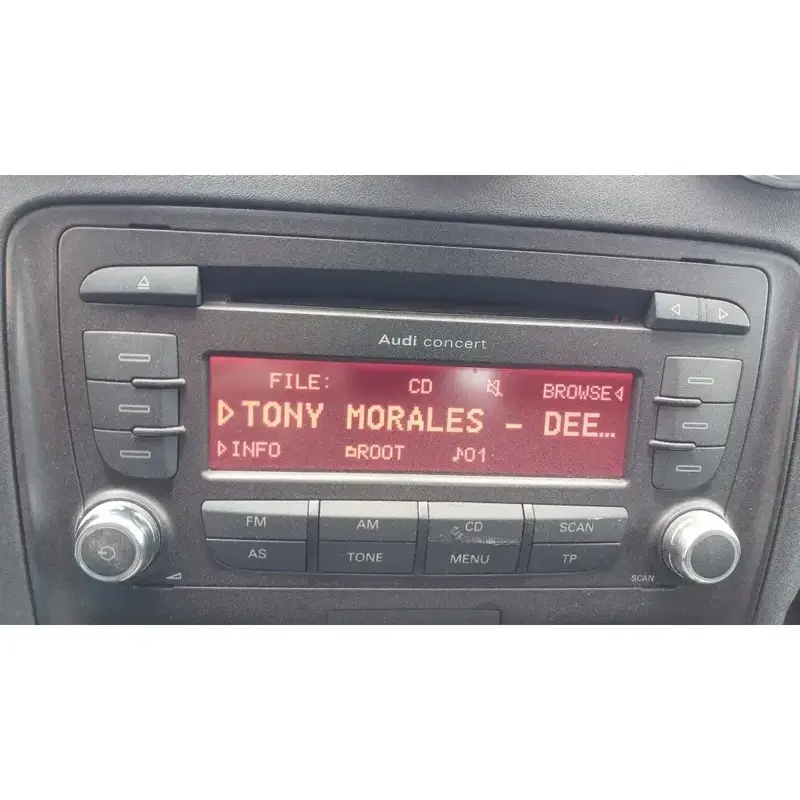 Audi concert
FILE: CD BROWSE
TONY MORALES - DEE...
INFO ROOT 01
FM AM CD SCAN
AS TONE MENU TP
SCAN